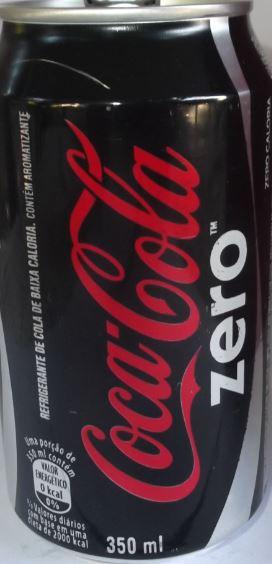 REFRIGERANTE DE COLA DE BAIXA CALORIA. CONTÉM AROMATIZANTE
Coca-Cola
zero™
ZERO CALORIA
Uma porção de
350 ml contém
VALOR
ENERGÉTICO
0 kcal
0%
% Valores diários
com base em uma
dieta de 2000 kcal
350 ml